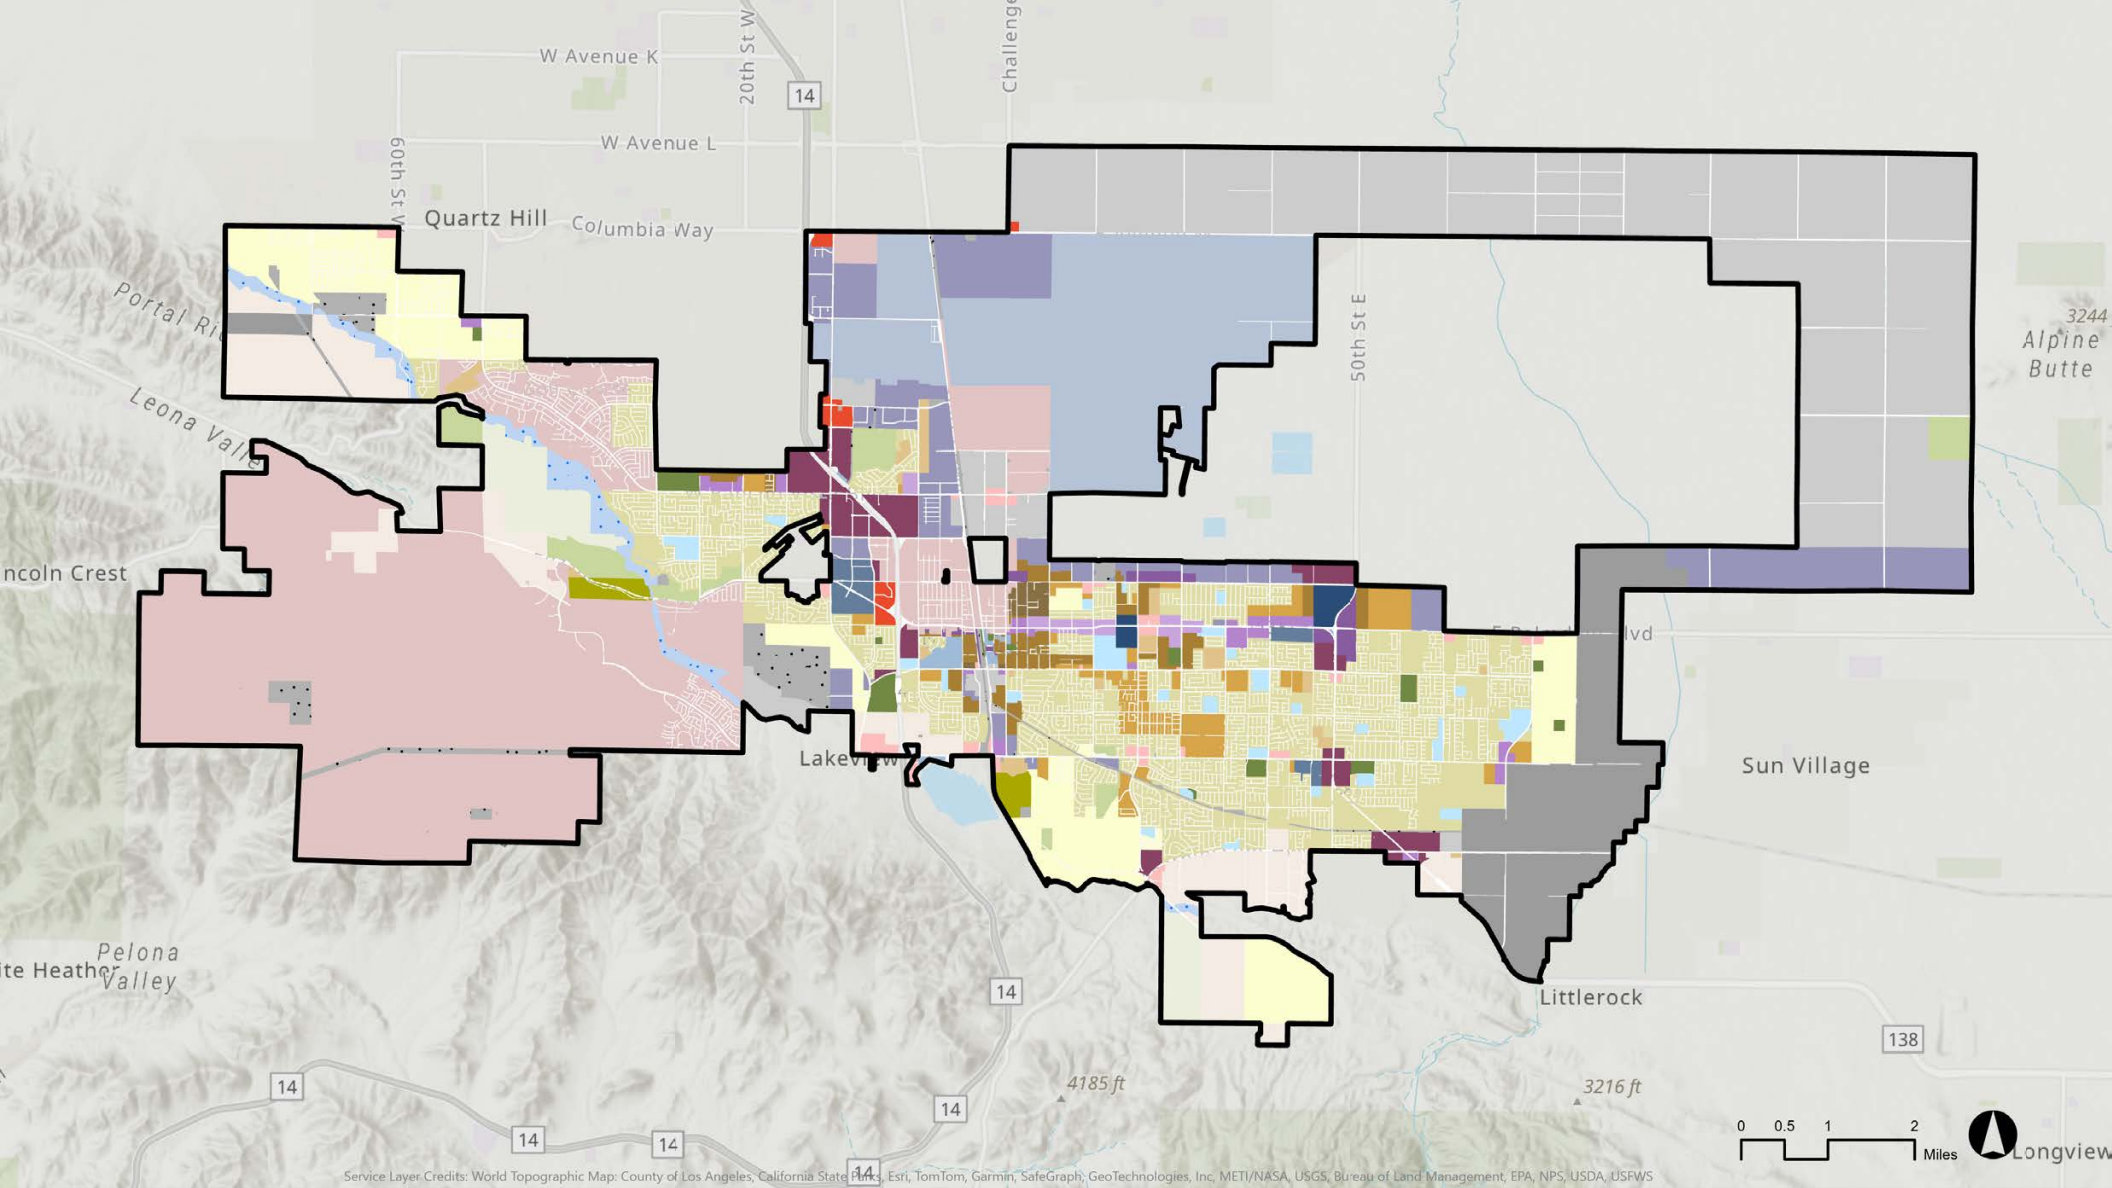 W Avenue K
20th St W
Challenge
14
W Avenue L
60th St W
Quartz Hill
Columbia Way
Portal Ri
3244
Alpine
Butte
50th St E
Leona Valle
ncoln Crest
lvd
Lakeview
Sun Village
Pelona
Valley
ite Heather
14
Littlerock
138
4185 ft
3216 ft
14
14
14
14
14
0 0.5 1 2
Miles
Longview
Service Layer Credits: World Topographic Map: County of Los Angeles, California State Parks, Esri, TomTom, Garmin, SafeGraph, GeoTechnologies, Inc, METI/NASA, USGS, Bureau of Land Management, EPA, NPS, USDA, USFWS